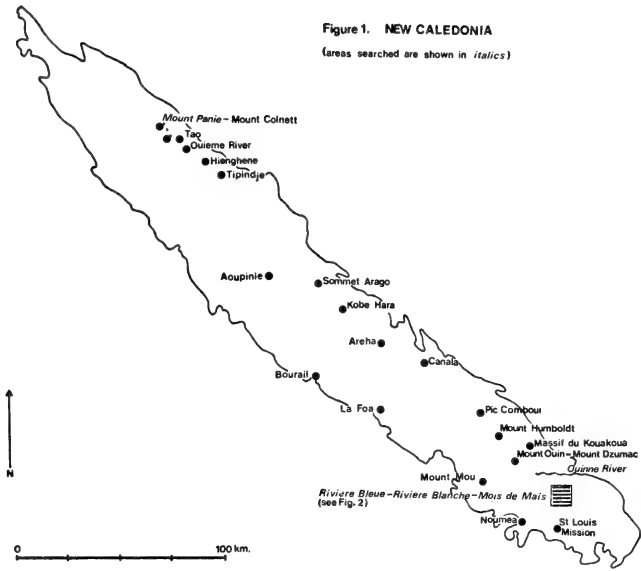 Figure 1. NEW CALEDONIA
(areas searched are shown in italics)
Mount Panie - Mount Colnett
Tao
Ouieme River
Hienghene
Tipindje
Aoupinie
Sommet Arago
Kobe Hara
Areha
Canala
Bourail
La Foa
Pic Comboui
Mount Humboldt
Massif du Kouakoua
Mount Ouin-Mount Dzumac
Ouinne River
Mount Mou
Riviere Bleue-Riviere Blanche-Mois de Mais
(see Fig. 2)
Noumea
St Louis
Mission
N
0 100 km.